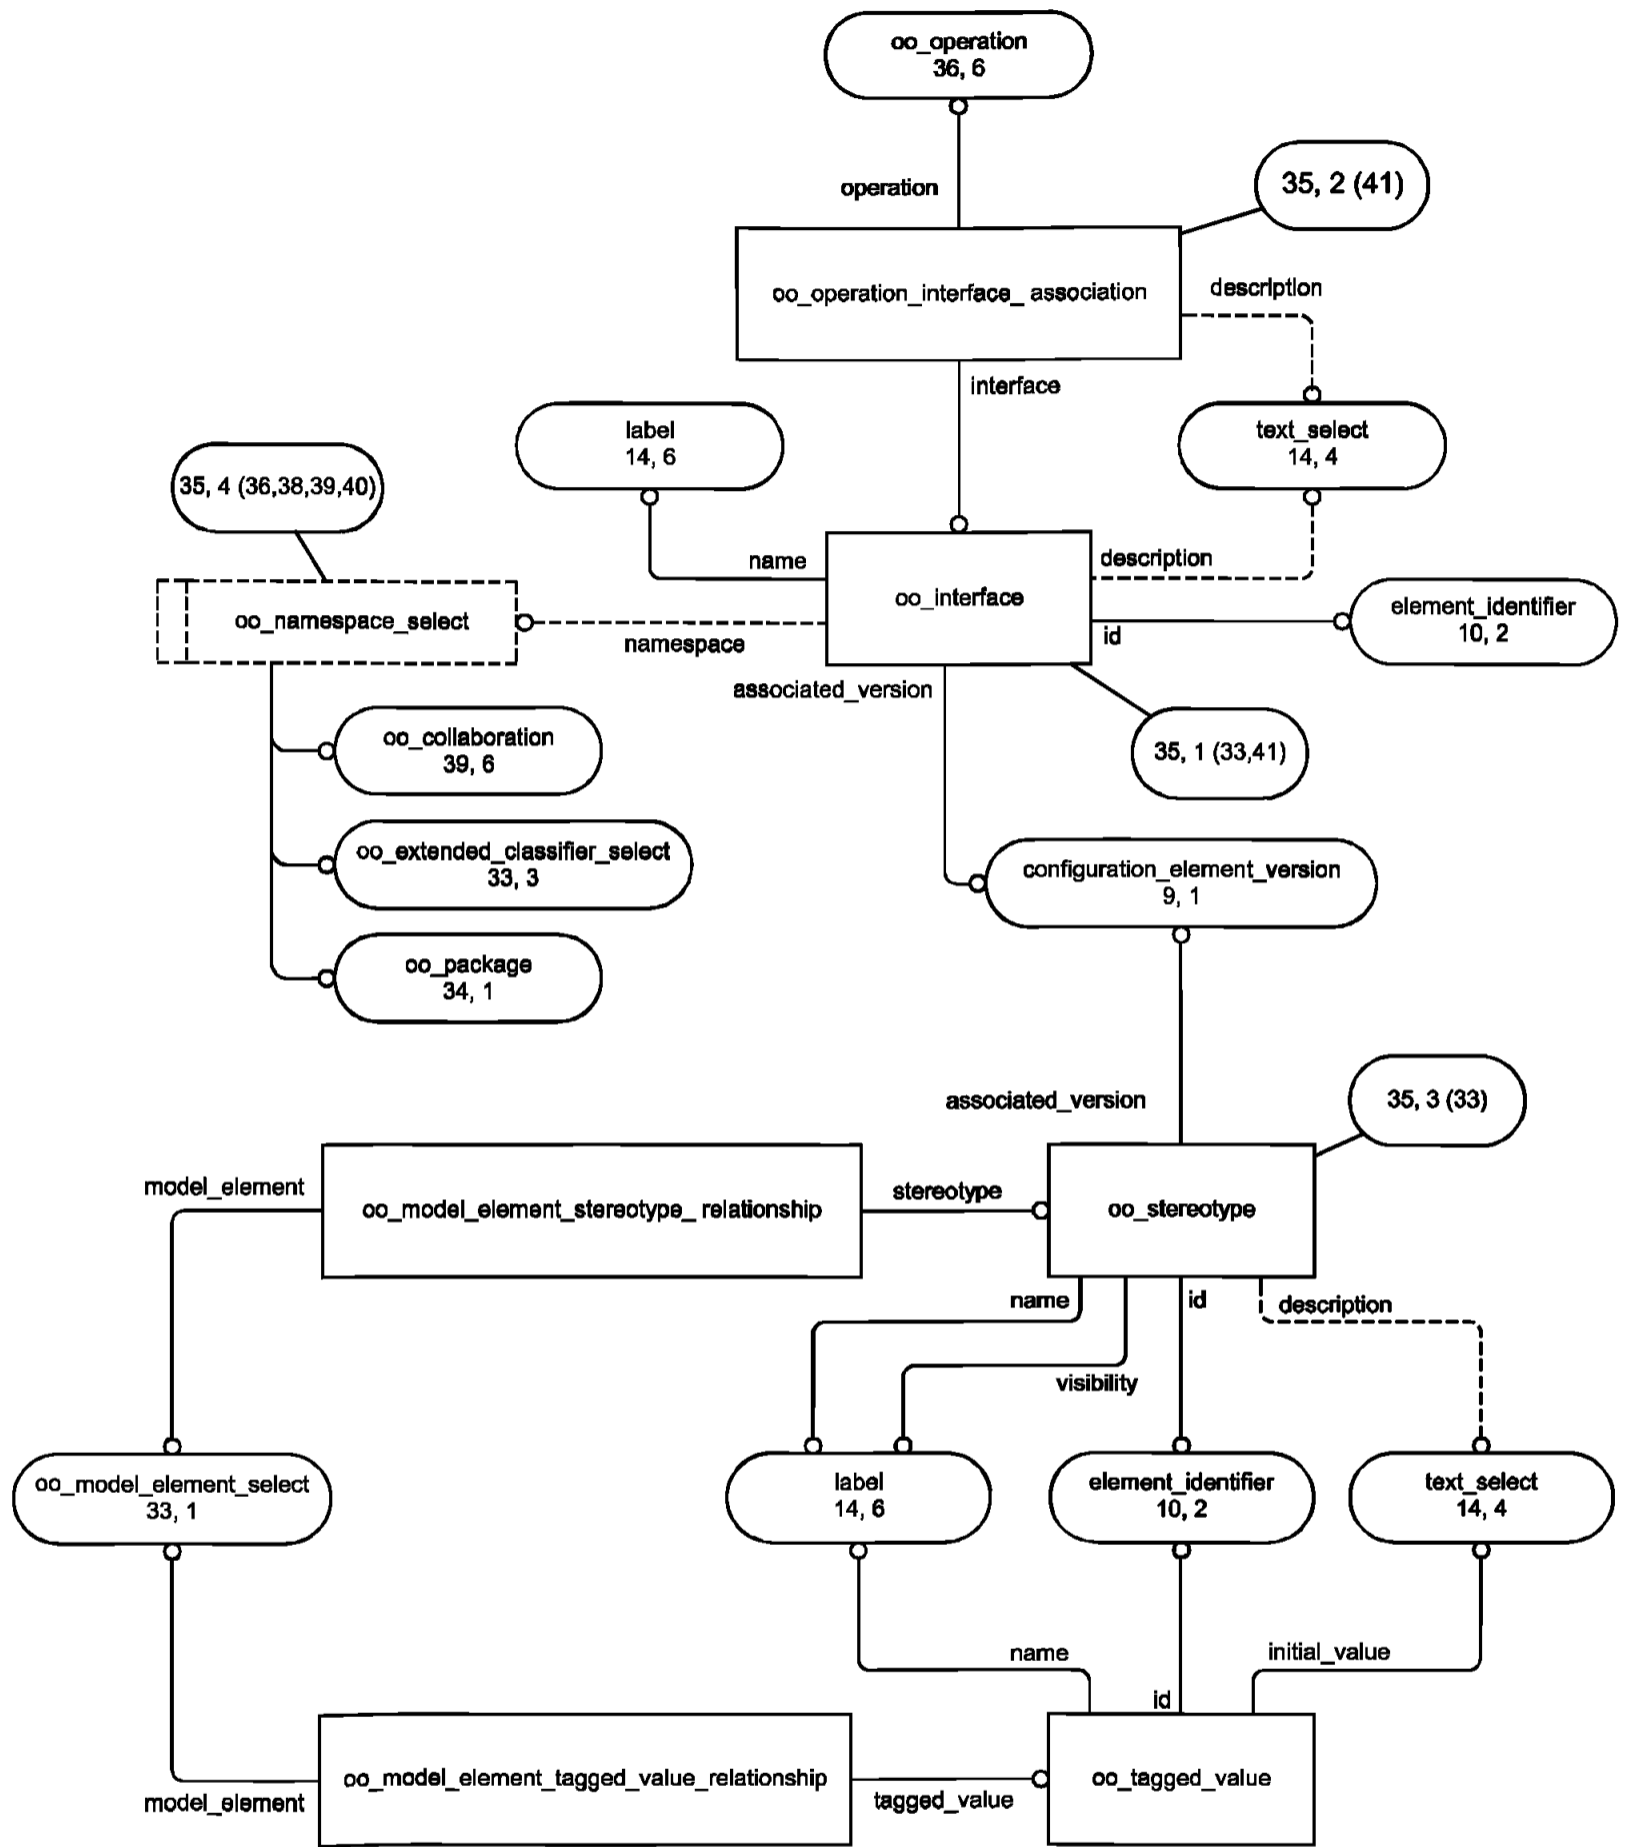 oo_operation
36, 6
operation
35, 2 (41)
oo_operation_interface_ association
description
interface
label
14, 6
text_select
14, 4
35, 4 (36,38,39,40)
name
description
oo_interface
element_identifier
10, 2
oo_namespace_select
namespace
id
associated_version
oo_collaboration
39, 6
35, 1 (33,41)
oo_extended_classifier_select
33, 3
configuration_element_version
9, 1
oo_package
34, 1
associated_version
35, 3 (33)
model_element
oo_model_element_stereotype_ relationship
stereotype
oo_stereotype
name
id
description
visibility
oo_model_element_select
33, 1
label
14, 6
element_identifier
10, 2
text_select
14, 4
name
initial_value
id
oo_model_element_tagged_value_relationship
oo_tagged_value
model_element
tagged_value